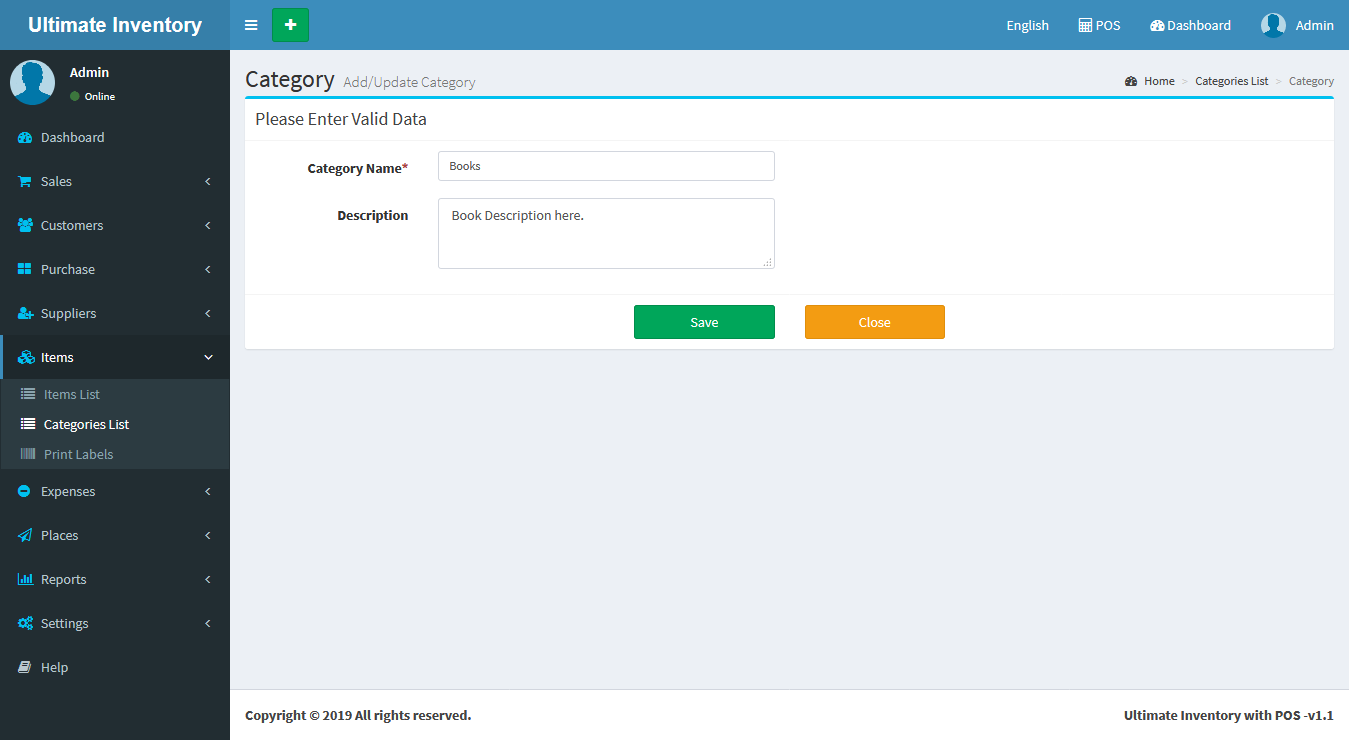 Ultimate Inventory
English
POS
Dashboard
Admin
Admin
Online
Dashboard
Sales
Customers
Purchase
Suppliers
Items
Items List
Categories List
Print Labels
Expenses
Places
Reports
Settings
Help
Category Add/Update Category
Home > Categories List > Category
Please Enter Valid Data
Category Name* Books
Description Book Description here.
Save Close
Copyright © 2019 All rights reserved.
Ultimate Inventory with POS -v1.1